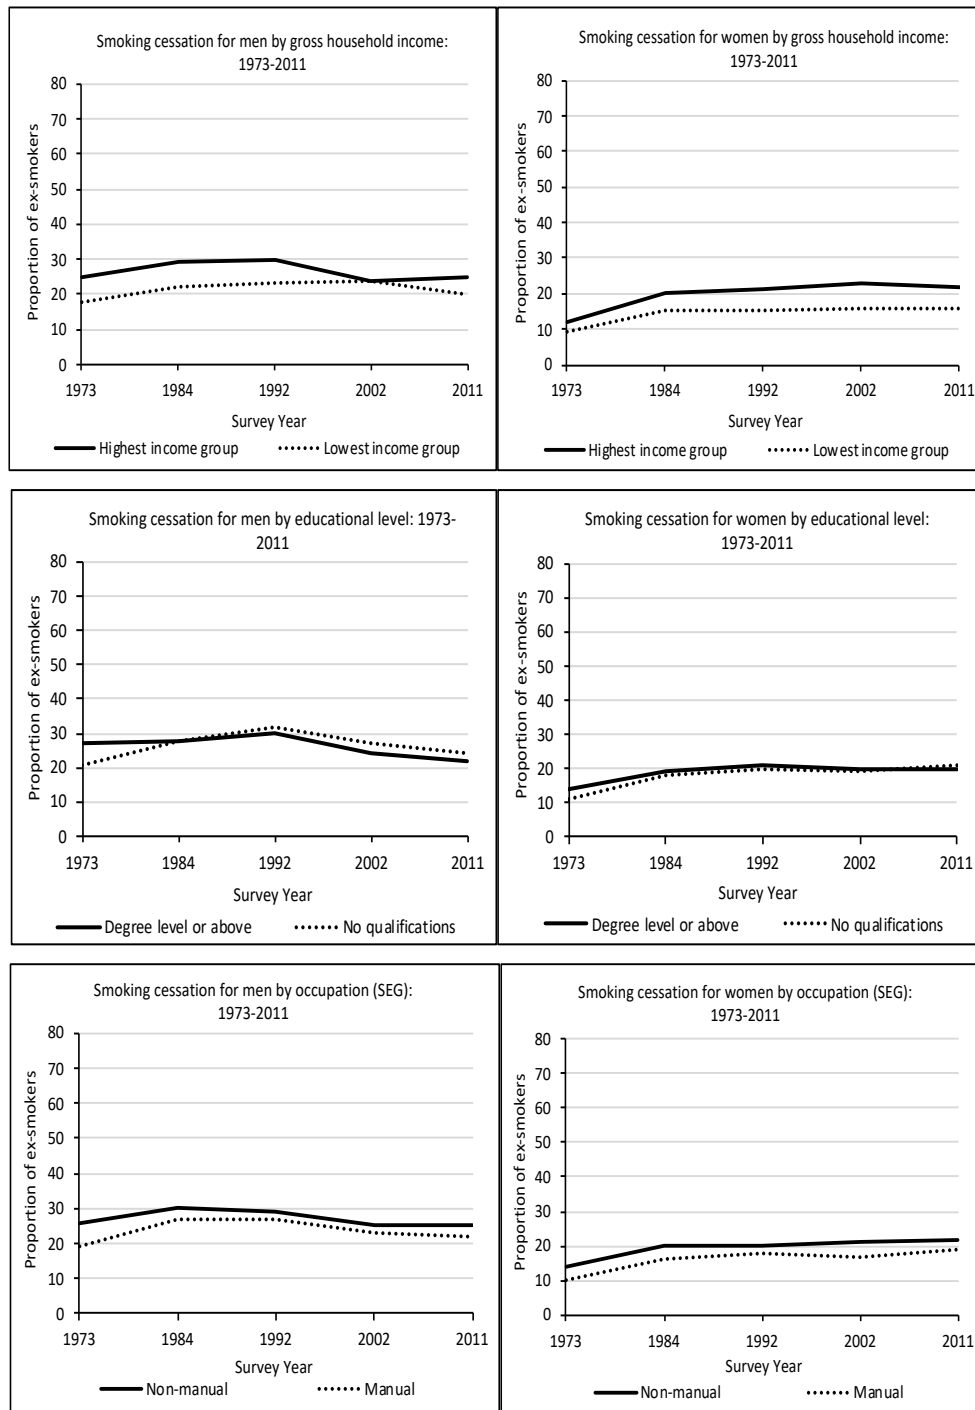 Smoking cessation for men by gross household income:
1973-2011
Proportion of ex-smokers
80
70
60
50
40
30
20
10
0
1973 1984 1992 2002 2011
Survey Year
Highest income group Lowest income group
Smoking cessation for women by gross household income:
1973-2011
Proportion of ex-smokers
80
70
60
50
40
30
20
10
0
1973 1984 1992 2002 2011
Survey Year
Highest income group Lowest income group
Smoking cessation for men by educational level: 1973-
2011
Proportion of ex-smokers
80
70
60
50
40
30
20
10
0
1973 1984 1992 2002 2011
Survey Year
Degree level or above No qualifications
Smoking cessation for women by educational level:
1973-2011
Proportion of ex-smokers
80
70
60
50
40
30
20
10
0
1973 1984 1992 2002 2011
Survey Year
Degree level or above No qualifications
Smoking cessation for men by occupation (SEG):
1973-2011
Proportion of ex-smokers
80
70
60
50
40
30
20
10
0
1973 1984 1992 2002 2011
Survey Year
Non-manual Manual
Smoking cessation for women by occupation (SEG):
1973-2011
Proportion of ex-smokers
80
70
60
50
40
30
20
10
0
1973 1984 1992 2002 2011
Survey Year
Non-manual Manual